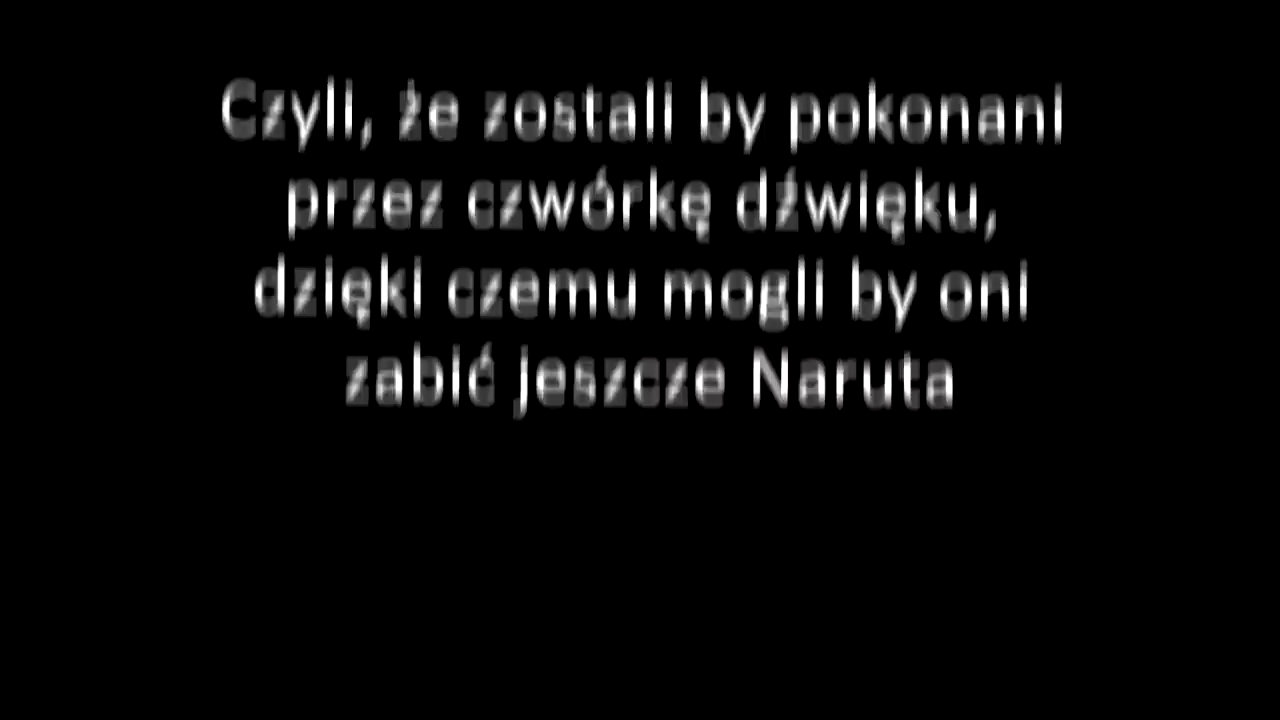 Czyli, że zostali by pokonani
przez czwórkę dźwięku,
dzięki czemu mogli by oni
zabić jeszcze Naruta